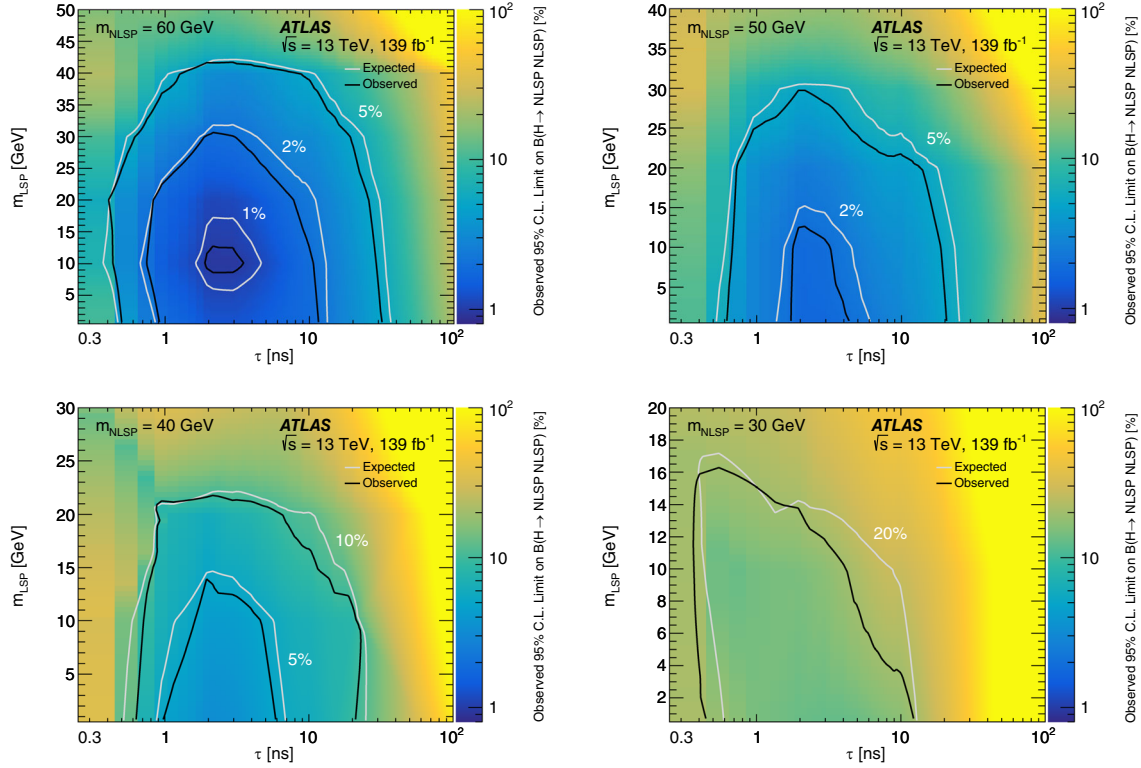 m_NLSP = 60 GeV
ATLAS
√s = 13 TeV, 139 fb⁻¹
Expected
Observed
5%
2%
1%
50
45
40
35
30
25
20
15
10
5
m_LSP [GeV]
0.3
1
10
10²
τ [ns]
10²
10
1
Observed 95% C.L. Limit on B(H→ NLSP NLSP) [%]
m_NLSP = 50 GeV
ATLAS
√s = 13 TeV, 139 fb⁻¹
Expected
Observed
5%
2%
40
35
30
25
20
15
10
5
m_LSP [GeV]
0.3
1
10
10²
τ [ns]
10²
10
1
Observed 95% C.L. Limit on B(H→ NLSP NLSP) [%]
m_NLSP = 40 GeV
ATLAS
√s = 13 TeV, 139 fb⁻¹
Expected
Observed
10%
5%
30
25
20
15
10
5
m_LSP [GeV]
0.3
1
10
10²
τ [ns]
10²
10
1
Observed 95% C.L. Limit on B(H→ NLSP NLSP) [%]
m_NLSP = 30 GeV
ATLAS
√s = 13 TeV, 139 fb⁻¹
Expected
Observed
20%
20
18
16
14
12
10
8
6
4
2
m_LSP [GeV]
0.3
1
10
10²
τ [ns]
10²
10
1
Observed 95% C.L. Limit on B(H→ NLSP NLSP) [%]